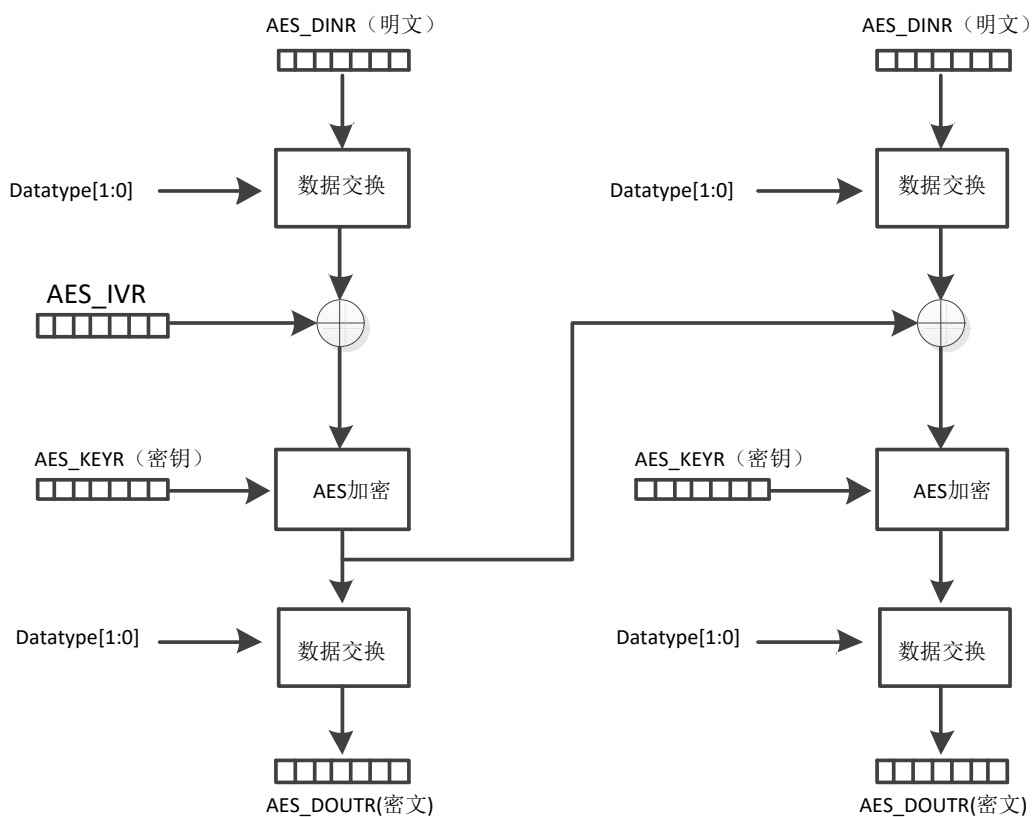 AES_DINR（明文）
AES_DINR（明文）
数据交换
Datatype[1:0]
数据交换
Datatype[1:0]
AES_IVR
AES_KEYR（密钥）
AES加密
AES_KEYR（密钥）
AES加密
Datatype[1:0]
数据交换
Datatype[1:0]
数据交换
AES_DOUTR(密文)
AES_DOUTR(密文)